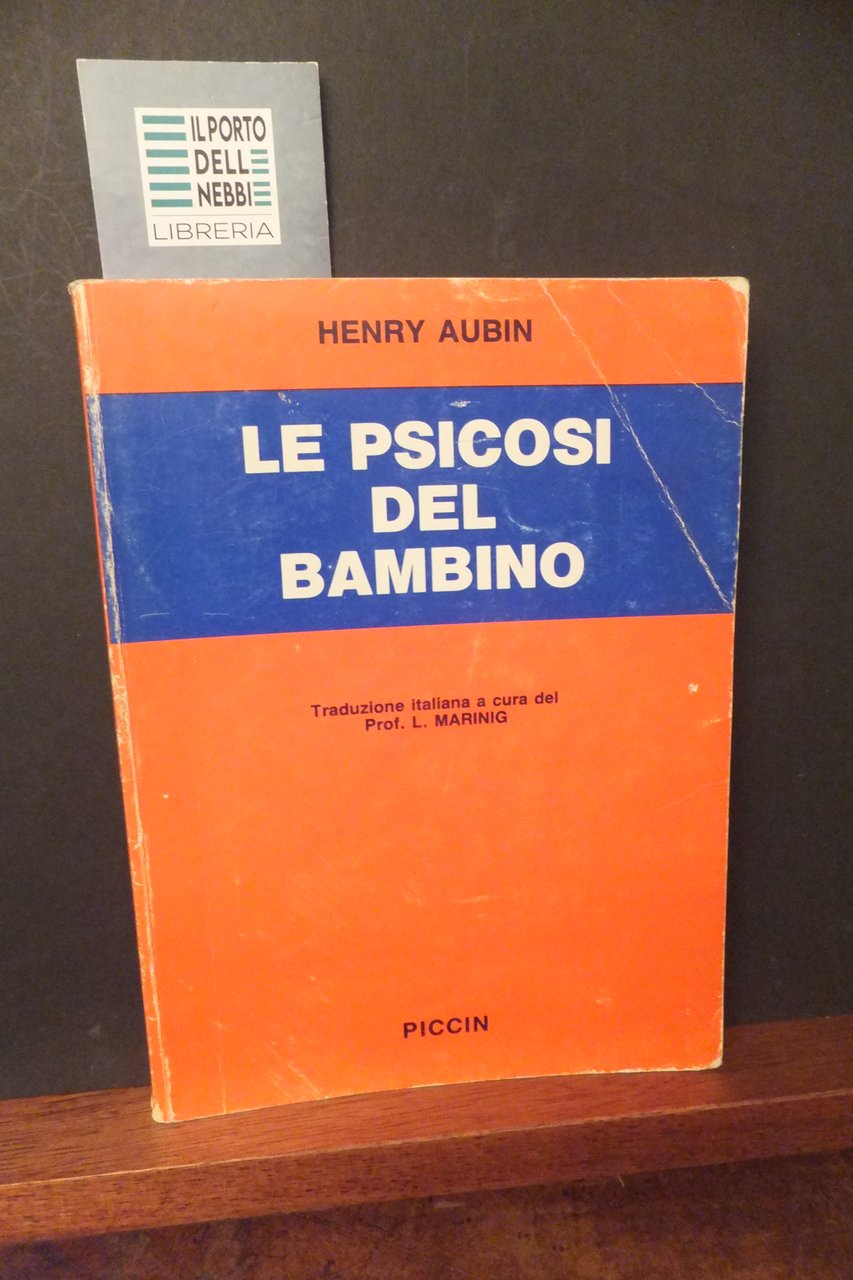 IL PORTO
DELLE
NEBBIE
LIBRERIA
HENRY AUBIN
LE PSICOSI
DEL
BAMBINO
Traduzione italiana a cura del
Prof. L. MARINIG
PICCIN